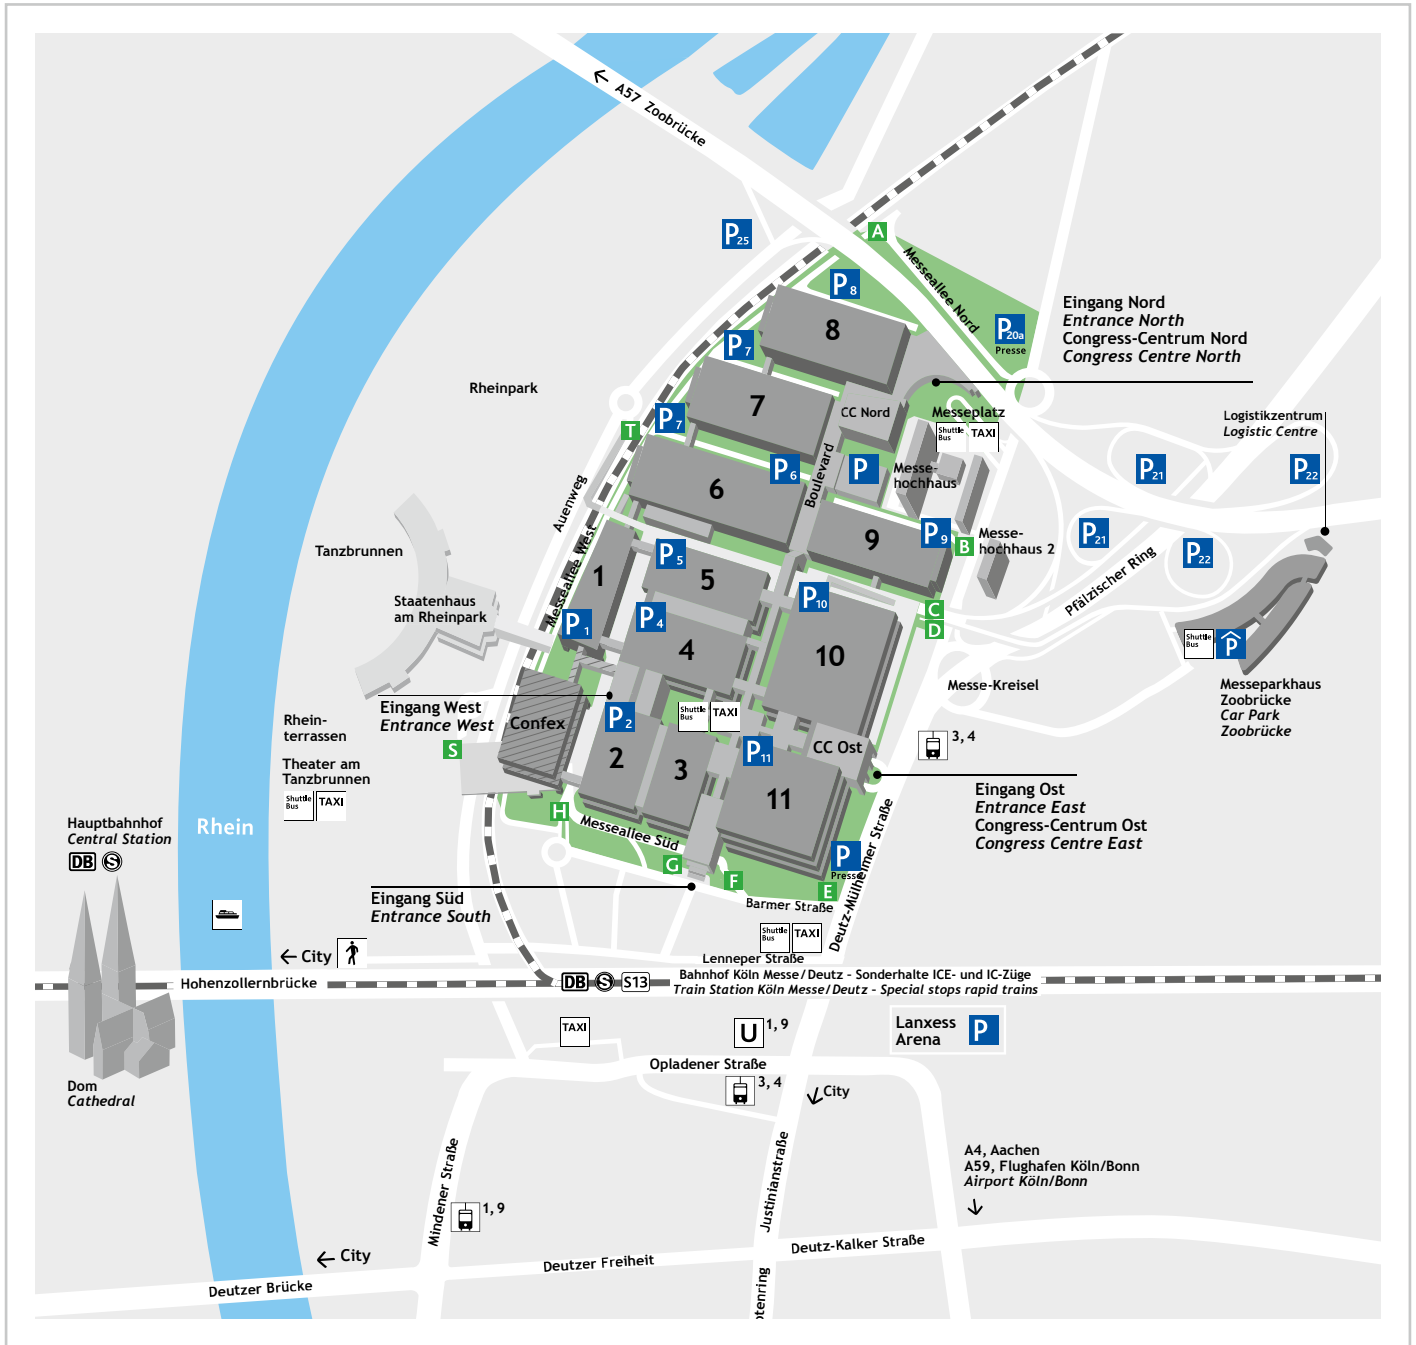 A57 Zoobrücke
P25
A
Messeallee Nord
P8
8
P20a
Presse
Eingang Nord
Entrance North
Congress-Centrum Nord
Congress Centre North
P7
Rheinpark
7
CC Nord
Messeplatz
Shuttle
Bus
TAXI
Logistikzentrum
Logistic Centre
P7
T
Boulevard
P6
P
Messe-
hochhaus
P21
P22
6
Auenweg
Messeallee West
9
P9
B
Messe-
hochhaus 2
P21
P22
Pfälzischer Ring
Tanzbrunnen
P5
1
5
P10
Staatenhaus
am Rheinpark
P1
P4
C
D
4
10
Shuttle
Bus
P
Messeparkhaus
Zoobrücke
Car Park
Zoobrücke
Messe-Kreisel
Eingang West
Entrance West
Confex
P2
Shuttle
Bus
TAXI
Rhein-
terrassen
S
3, 4
P11
CC Ost
2
3
11
Theater am
Tanzbrunnen
Shuttle
Bus
TAXI
Eingang Ost
Entrance East
Congress-Centrum Ost
Congress Centre East
H
Messeallee Süd
Rhein
Hauptbahnhof
Central Station
DB
S
G
F
P
Presse
E
Deutz-Mülheimer Straße
Eingang Süd
Entrance South
Barmer Straße
Shuttle
Bus
TAXI
City
Lenneper Straße
Hohenzollernbrücke
DB
S
S13
Bahnhof Köln Messe/Deutz – Sonderhalte ICE- und IC-Züge
Train Station Köln Messe/Deutz – Special stops rapid trains
TAXI
U
1, 9
Lanxess
Arena
P
Opladener Straße
3, 4
City
Dom
Cathedral
Mindener Straße
1, 9
Justinianstraße
A4, Aachen
A59, Flughafen Köln/Bonn
Airport Köln/Bonn
City
Deutzer Brücke
Deutzer Freiheit
Deutz-Kalker Straße
otenring